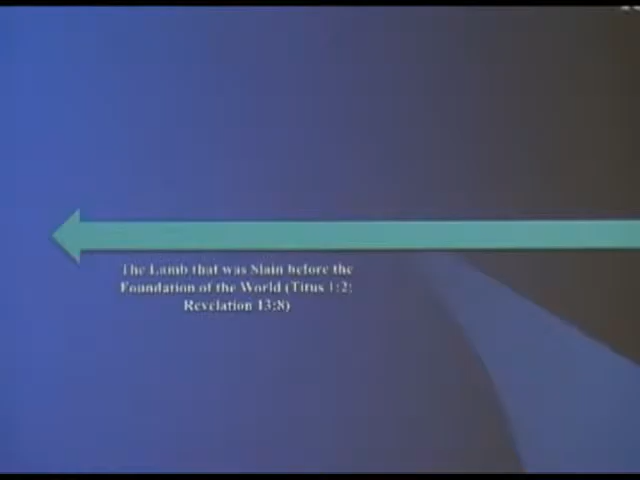 The Lamb that was Slain before the
Foundation of the World (Titus 1:2;
Revelation 13:8)